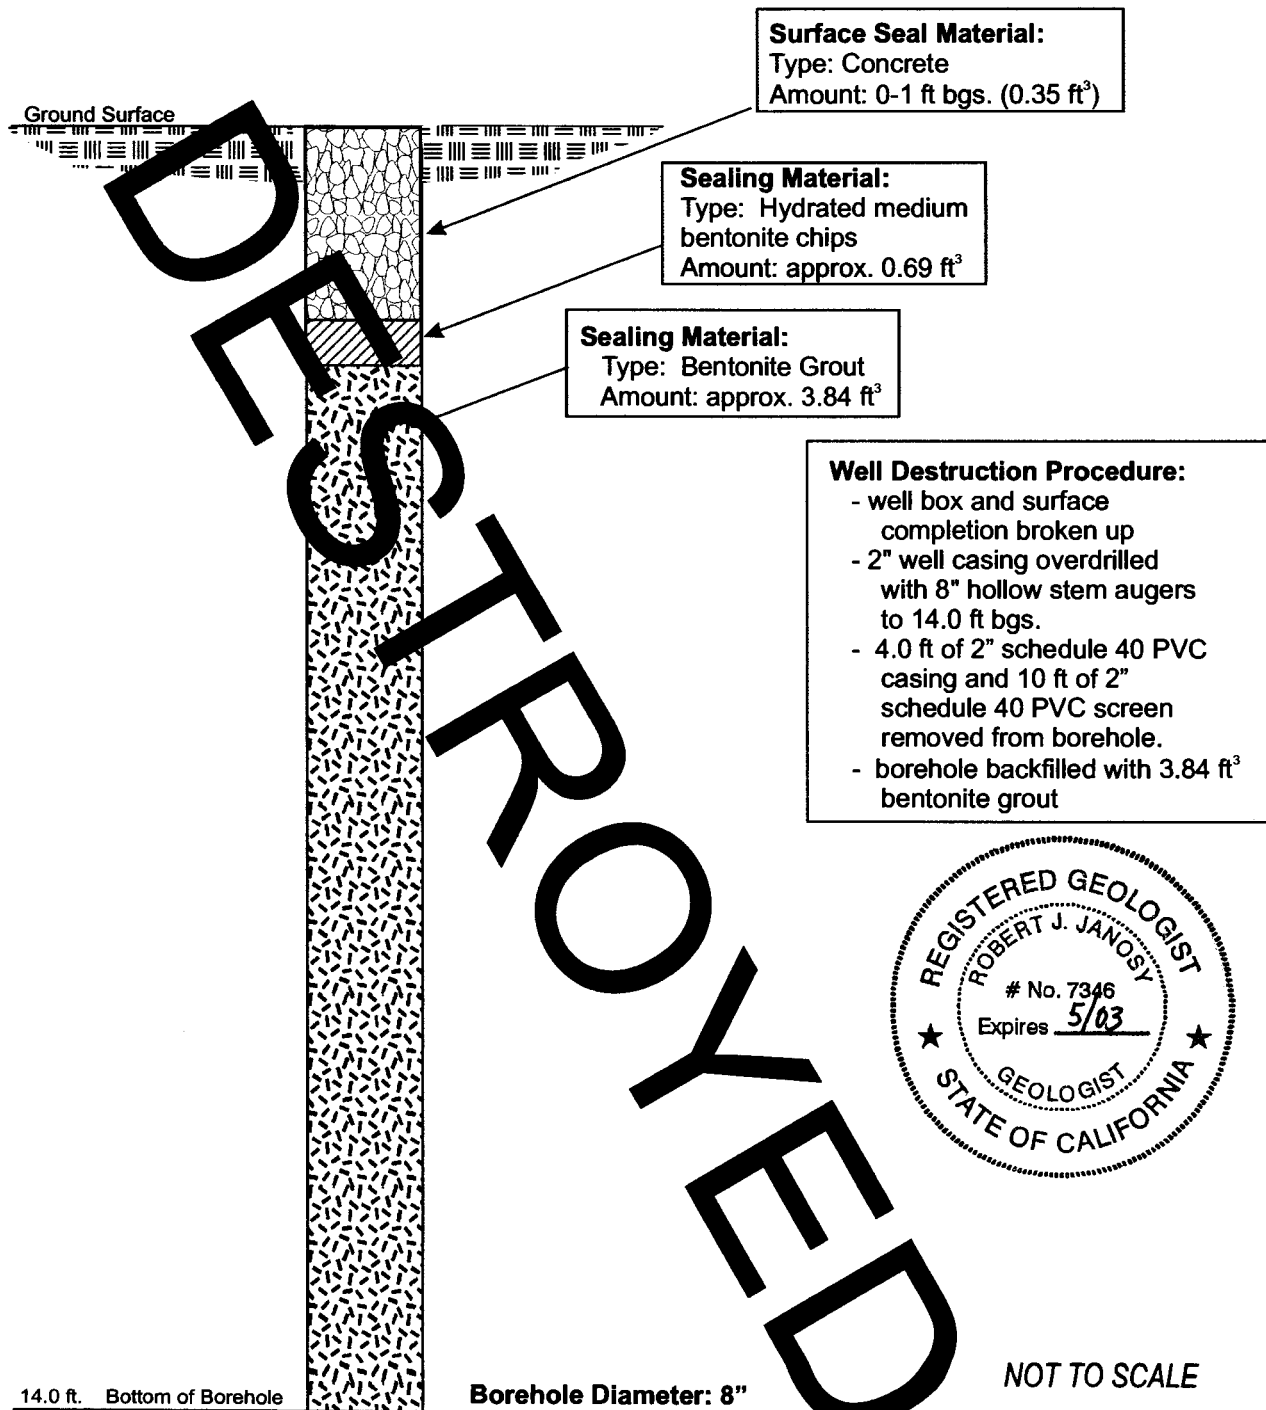 Surface Seal Material:
Type: Concrete
Amount: 0-1 ft bgs. (0.35 ft³)
Ground Surface
Sealing Material:
Type: Hydrated medium
bentonite chips
Amount: approx. 0.69 ft³
Sealing Material:
Type: Bentonite Grout
Amount: approx. 3.84 ft³
DESTROYED
Well Destruction Procedure:
- well box and surface
completion broken up
- 2" well casing overdrilled
with 8" hollow stem augers
to 14.0 ft bgs.
- 4.0 ft of 2" schedule 40 PVC
casing and 10 ft of 2"
schedule 40 PVC screen
removed from borehole.
- borehole backfilled with 3.84 ft³
bentonite grout
REGISTERED GEOLOGIST
ROBERT J. JANOSY
# No. 7346
Expires 5/03
GEOLOGIST
STATE OF CALIFORNIA
NOT TO SCALE
14.0 ft. Bottom of Borehole
Borehole Diameter: 8"